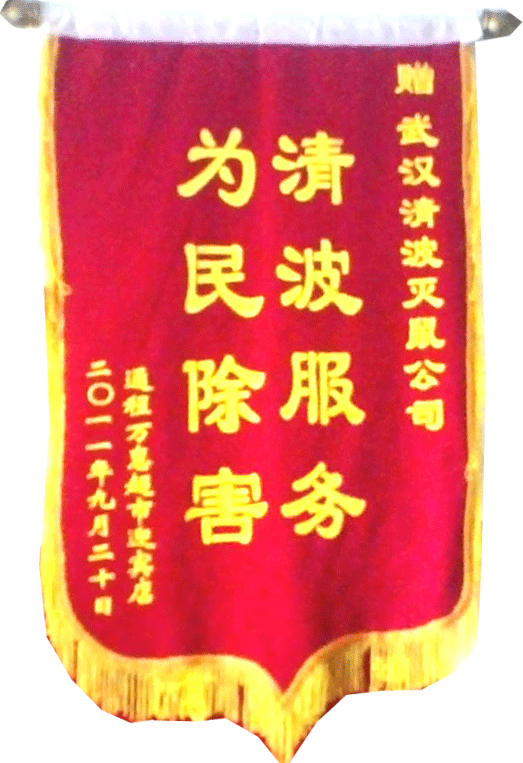 赠武汉清波灭鼠公司
清波服务
为民除害
通程万惠超市迎宾店
二〇一一年九月二十日